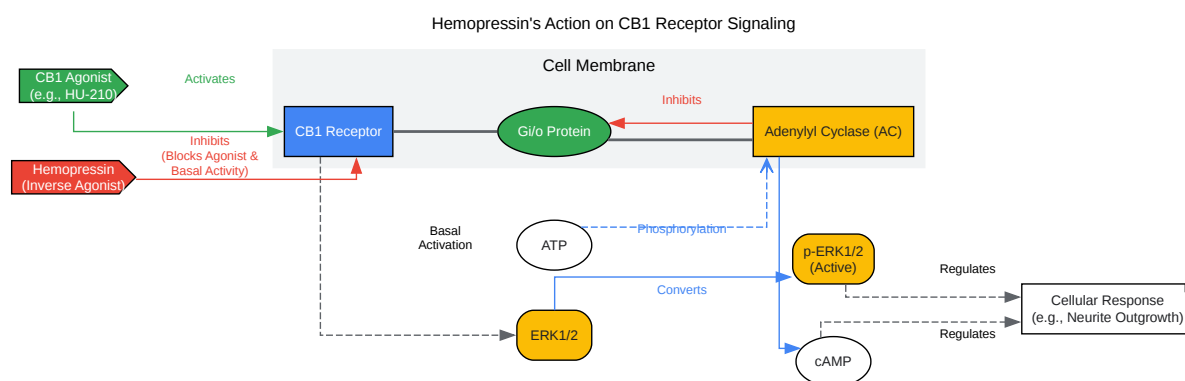 Hemopressin's Action on CB1 Receptor Signaling
Cell Membrane
CB1 Agonist
(e.g., HU-210)
Activates
Inhibits
CB1 Receptor
Gi/o Protein
Adenylyl Cyclase (AC)
Inhibits
(Blocks Agonist &
Basal Activity)
Hemopressin
(Inverse Agonist)
Basal
Activation
ATP
Phosphorylation
p-ERK1/2
(Active)
Regulates
Converts
Cellular Response
(e.g., Neurite Outgrowth)
ERK1/2
Regulates
cAMP